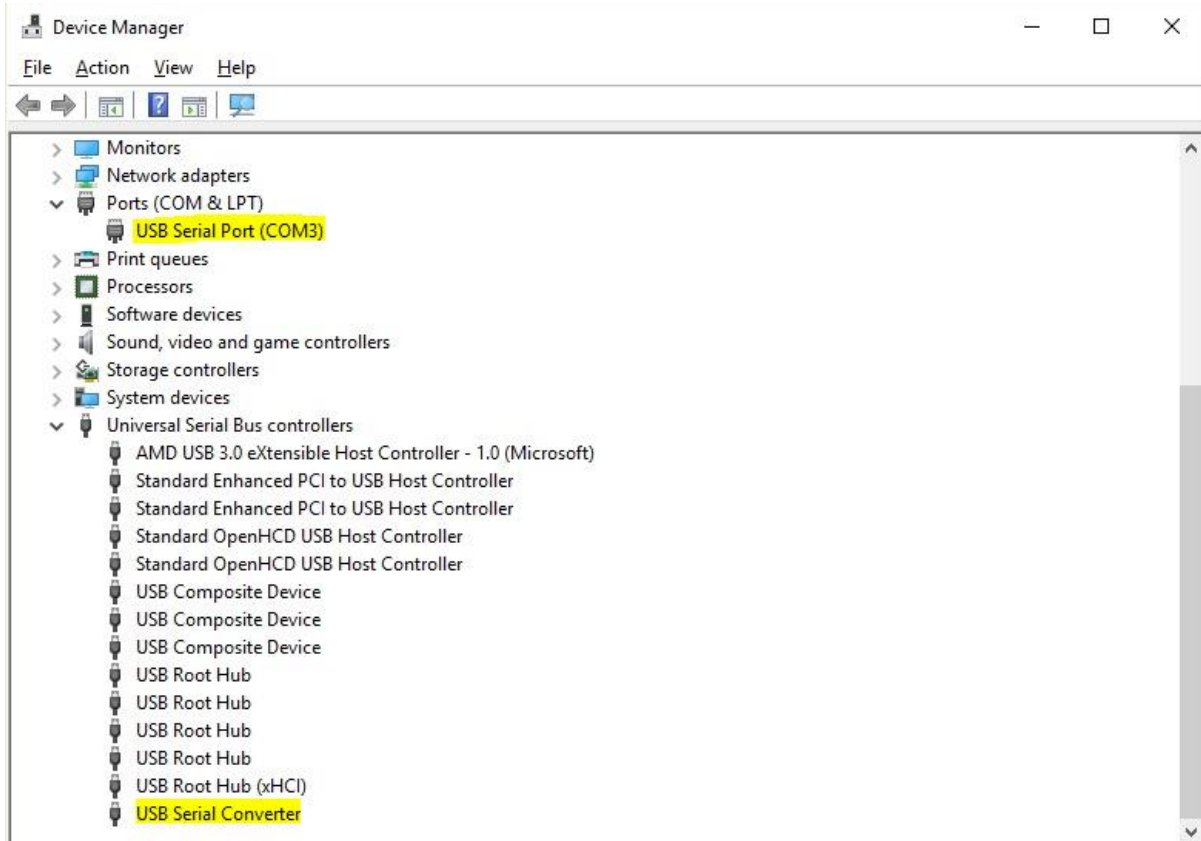 Device Manager
File Action View Help
Monitors
Network adapters
Ports (COM & LPT)
USB Serial Port (COM3)
Print queues
Processors
Software devices
Sound, video and game controllers
Storage controllers
System devices
Universal Serial Bus controllers
AMD USB 3.0 eXtensible Host Controller - 1.0 (Microsoft)
Standard Enhanced PCI to USB Host Controller
Standard Enhanced PCI to USB Host Controller
Standard OpenHCD USB Host Controller
Standard OpenHCD USB Host Controller
USB Composite Device
USB Composite Device
USB Composite Device
USB Root Hub
USB Root Hub
USB Root Hub
USB Root Hub
USB Root Hub (xHCI)
USB Serial Converter